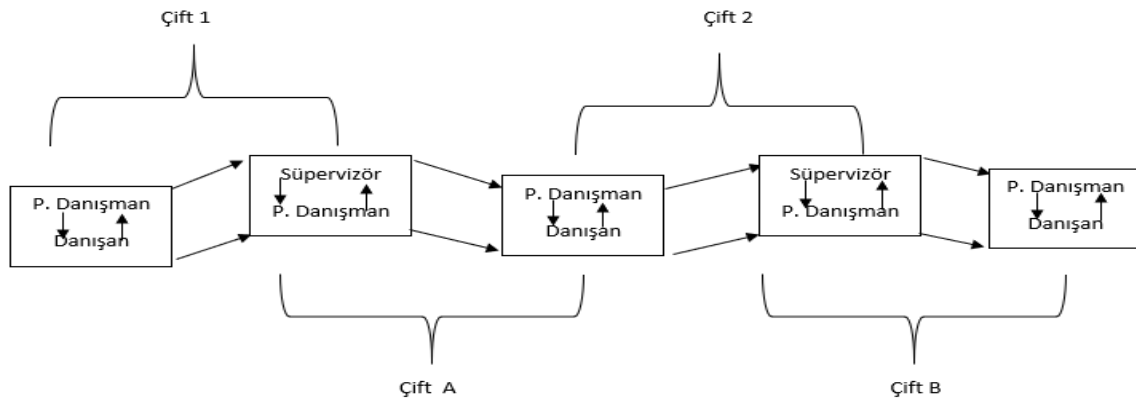 Çift 1
Çift 2
P. Danışman
Danışan
Süpervizör
P. Danışman
P. Danışman
Danışan
Süpervizör
P. Danışman
P. Danışman
Danışan
Çift A
Çift B